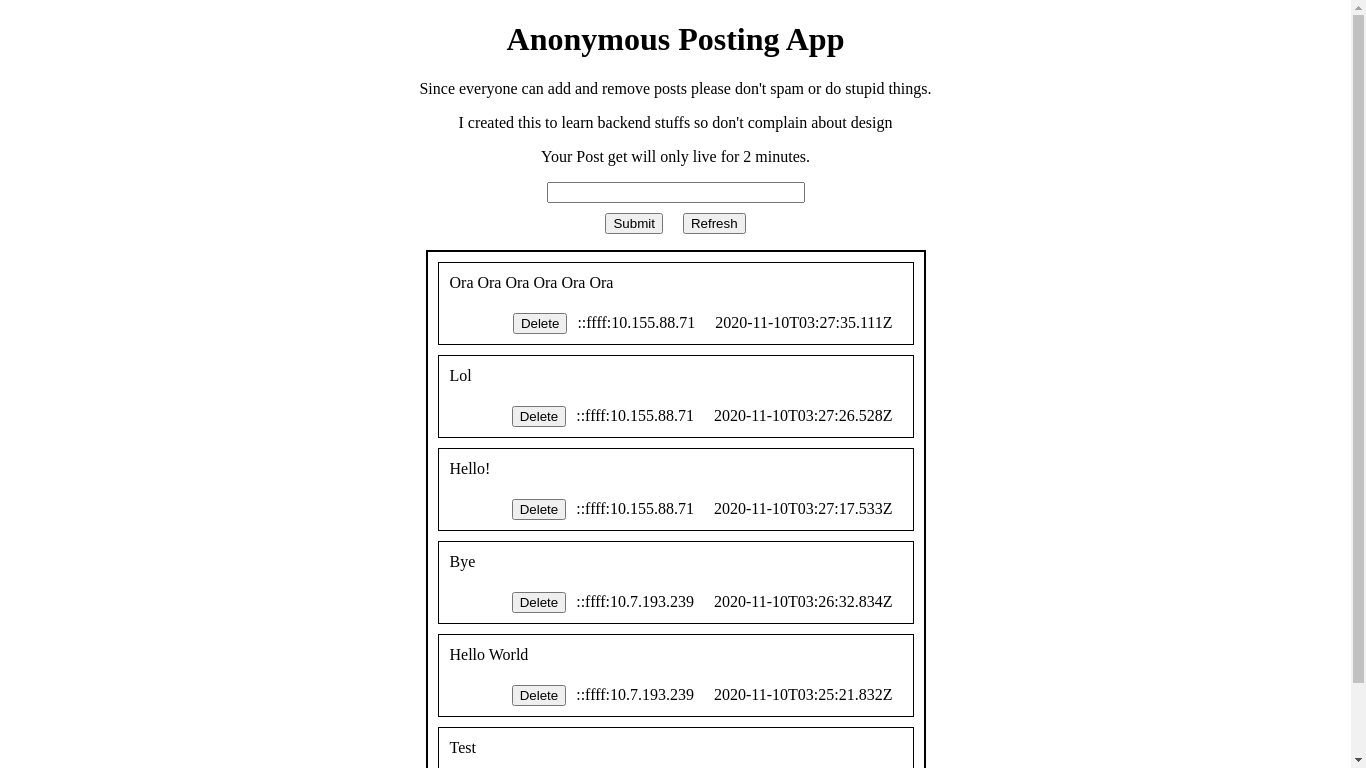 Anonymous Posting App
Since everyone can add and remove posts please don't spam or do stupid things.
I created this to learn backend stuffs so don't complain about design
Your Post get will only live for 2 minutes.
Submit Refresh
Ora Ora Ora Ora Ora Ora
Delete ::ffff:10.155.88.71 2020-11-10T03:27:35.111Z
Lol
Delete ::ffff:10.155.88.71 2020-11-10T03:27:26.528Z
Hello!
Delete ::ffff:10.155.88.71 2020-11-10T03:27:17.533Z
Bye
Delete ::ffff:10.7.193.239 2020-11-10T03:26:32.834Z
Hello World
Delete ::ffff:10.7.193.239 2020-11-10T03:25:21.832Z
Test